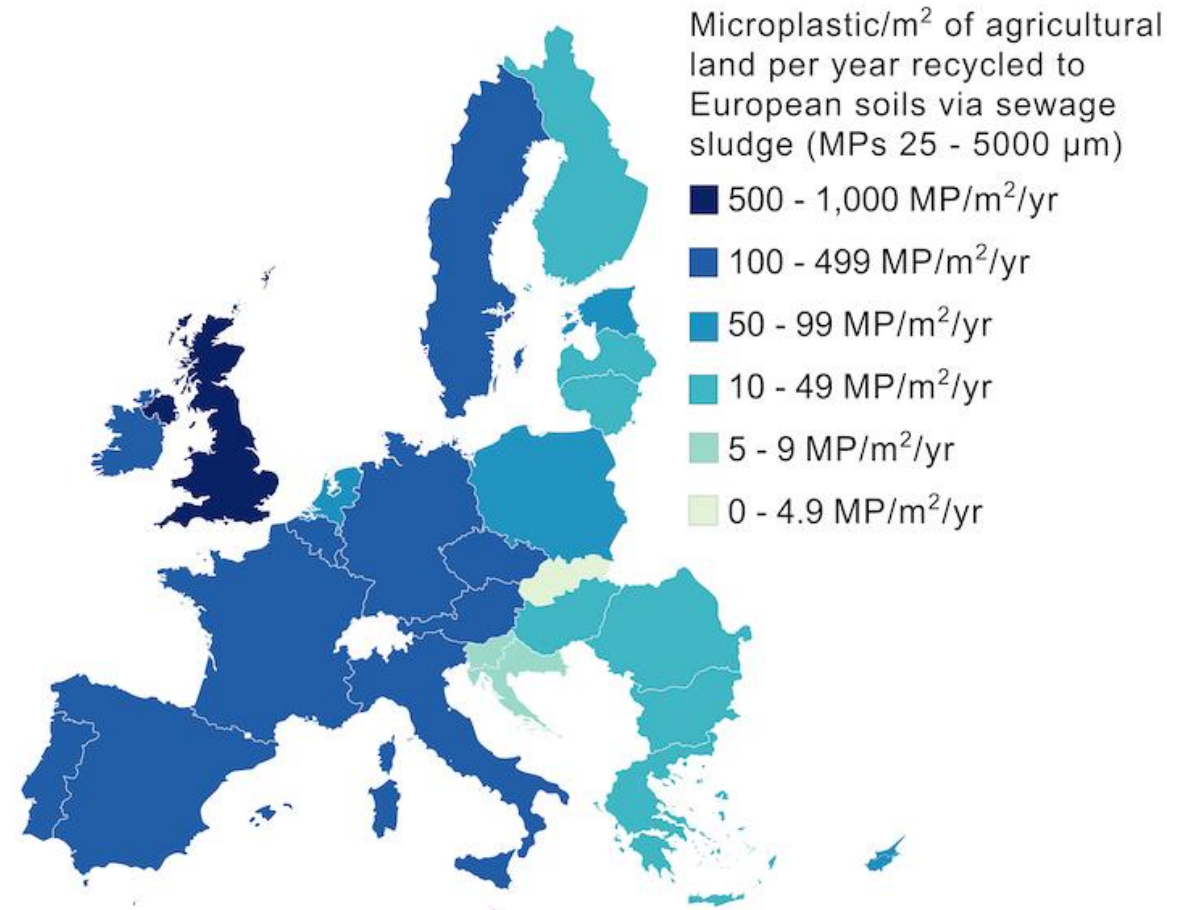 Microplastic/m² of agricultural
land per year recycled to
European soils via sewage
sludge (MPs 25 - 5000 μm)
500 - 1,000 MP/m²/yr
100 - 499 MP/m²/yr
50 - 99 MP/m²/yr
10 - 49 MP/m²/yr
5 - 9 MP/m²/yr
0 - 4.9 MP/m²/yr